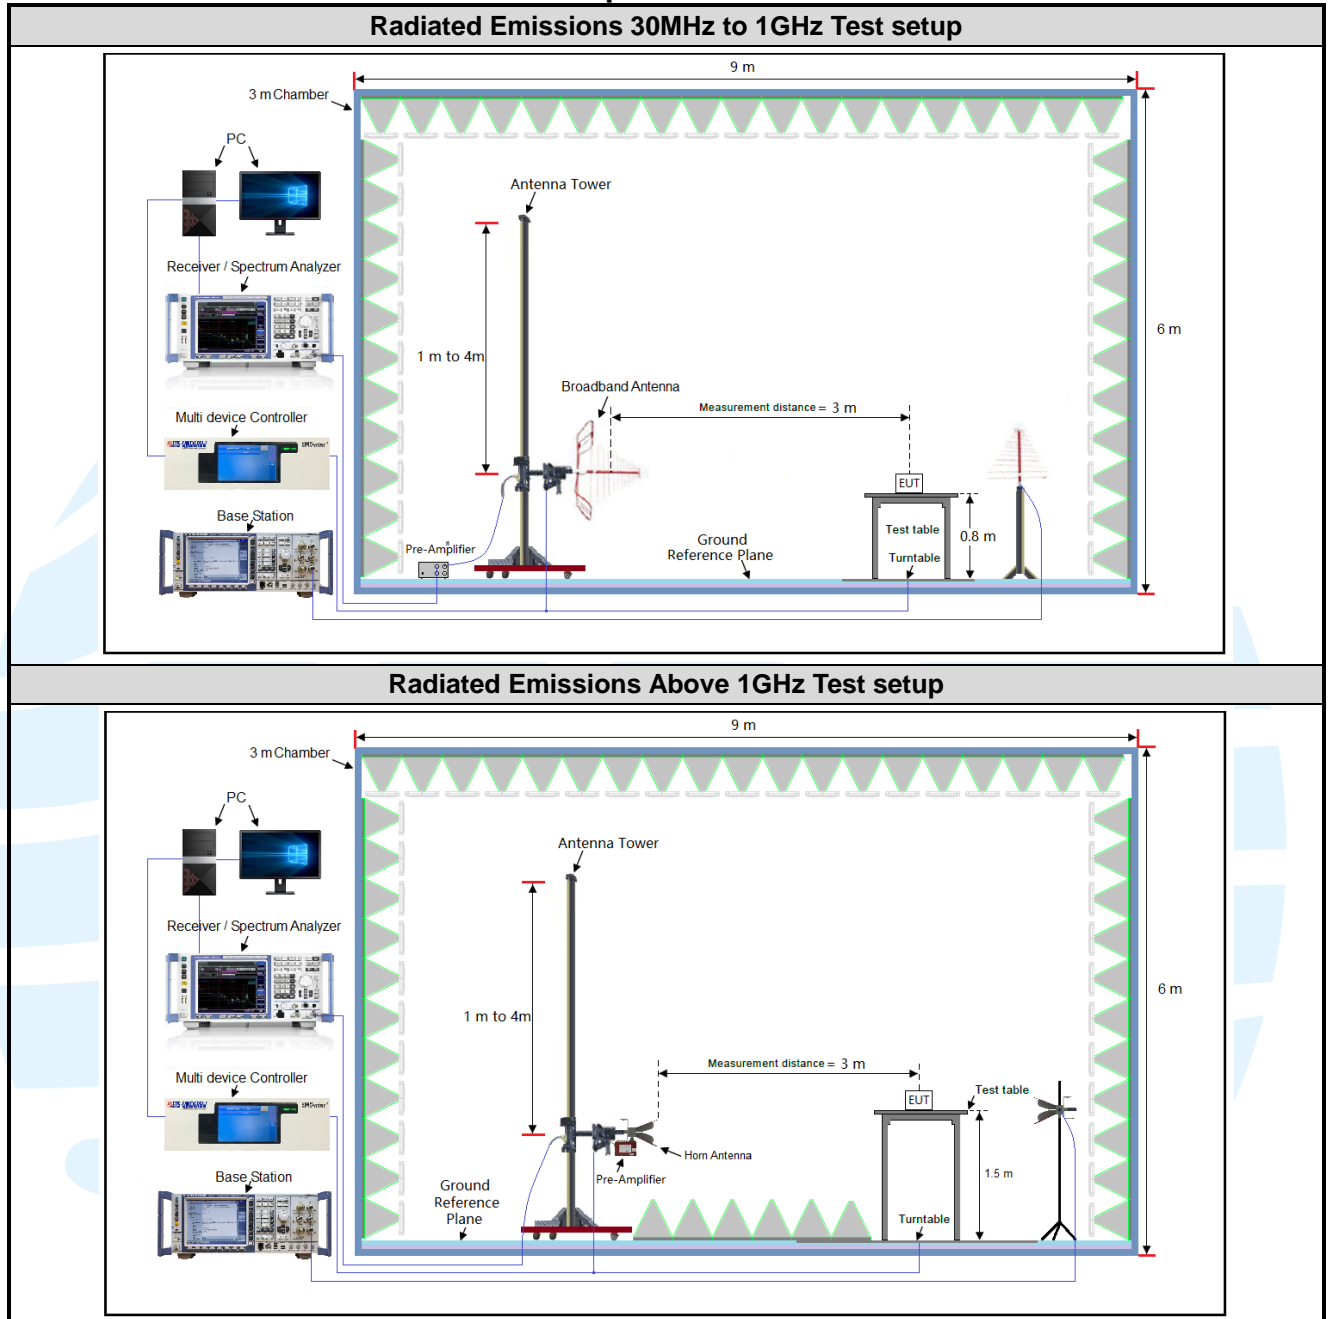 Radiated Emissions 30MHz to 1GHz Test setup
9 m
3 m Chamber
PC
Antenna Tower
Receiver / Spectrum Analyzer
6 m
1 m to 4m
Broadband Antenna
Measurement distance = 3 m
Multi device Controller
EUT
Base Station
Test table
0.8 m
Ground
Reference Plane
Pre-Amplifier
Turntable
Radiated Emissions Above 1GHz Test setup
9 m
3 m Chamber
PC
Antenna Tower
Receiver / Spectrum Analyzer
6 m
1 m to 4m
Measurement distance = 3 m
Multi device Controller
Test table
EUT
Horn Antenna
Pre-Amplifier
1.5 m
Base Station
Ground
Reference
Plane
Turntable